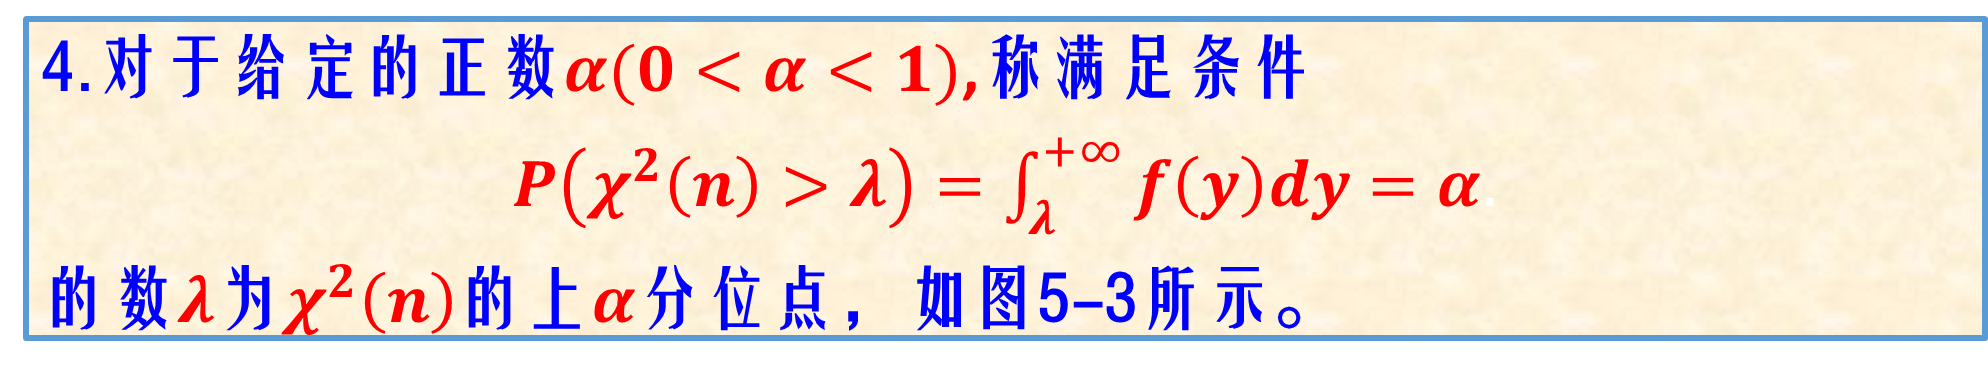 4.对于给定的正数α(0 < α < 1),称满足条件
P(χ²(n) > λ) = ∫_λ^{+∞} f(y)dy = α.
的数λ为χ²(n)的上α分位点，如图5-3所示。